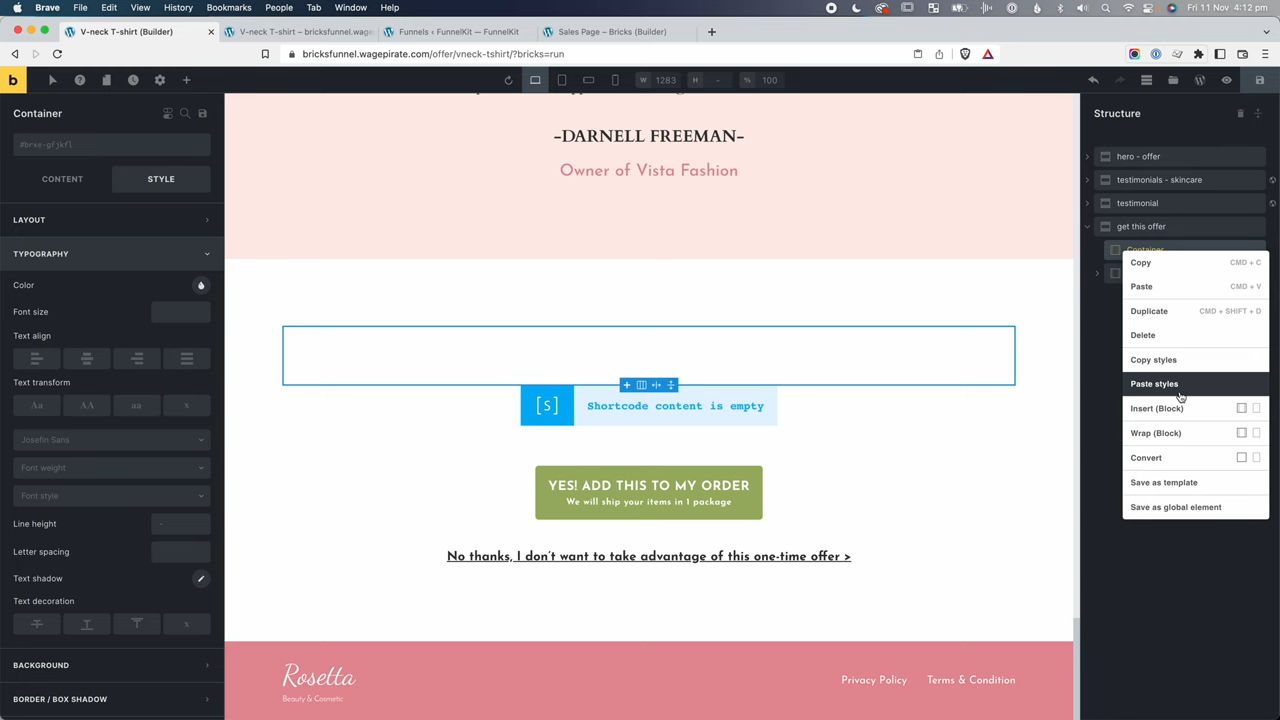 Brave File Edit View History Bookmarks People Tab Window Help Fri 11 Nov 4:12 pm
V-neck T-shirt (Builder) V-neck T-shirt – bricksfunnel.wage Funnels ‹ FunnelKit — FunnelKit Sales Page – Bricks (Builder)
bricksfunnel.wagepirate.com/offer/vneck-tshirt/?bricks=run
b W 1283 H - % 100
Container
#brxe-gfjkfl
CONTENT STYLE
LAYOUT
TYPOGRAPHY
Color
Font size
Text align
Text transform
Aa AA aa x
Josefin Sans
Font weight
Font style
Line height -
Letter spacing
Text shadow
Text decoration
x
BACKGROUND
BORDER / BOX SHADOW
-DARNELL FREEMAN-
Owner of Vista Fashion
[S] Shortcode content is empty
YES! ADD THIS TO MY ORDER
We will ship your items in 1 package
No thanks, I don't want to take advantage of this one-time offer >
Rosetta
Beauty & Cosmetic
Privacy Policy Terms & Condition
Structure
hero - offer
testimonials - skincare
testimonial
get this offer
Container
Copy CMD + C
Paste CMD + V
Duplicate CMD + SHIFT + D
Delete
Copy styles
Paste styles
Insert (Block)
Wrap (Block)
Convert
Save as template
Save as global element